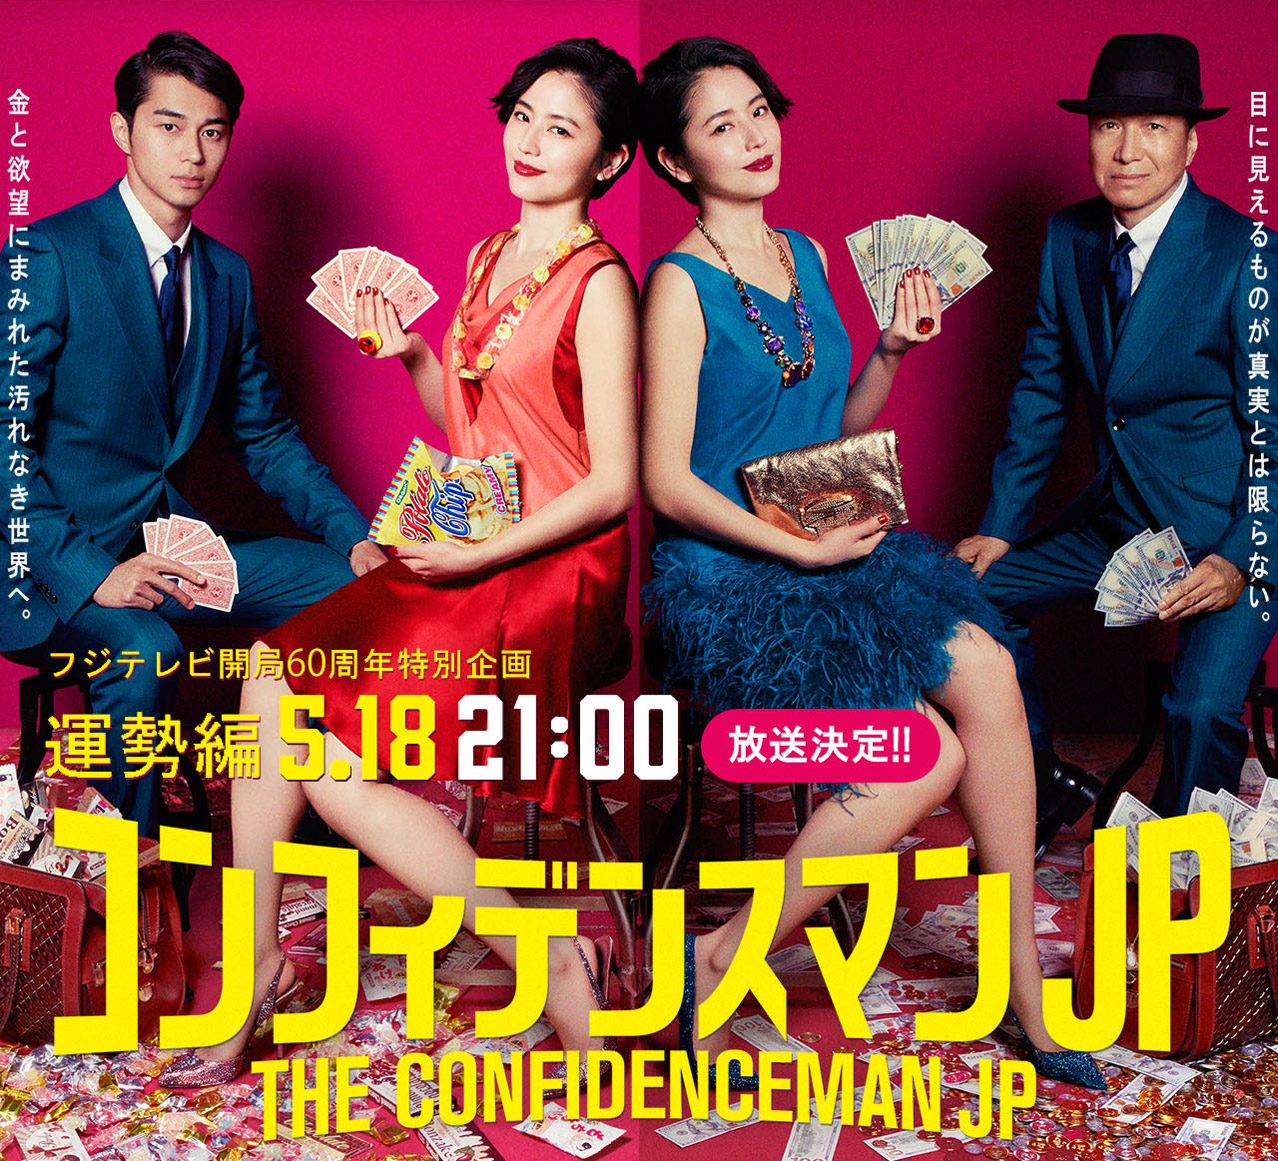 金と欲望にまみれた汚れなき世界へ。
目に見えるものが真実とは限らない。
CREAMY
Chip
フジテレビ開局60周年特別企画
運勢編 5.18 21:00 放送決定!!
コンフィデンスマンJP
THE CONFIDENCEMAN JP